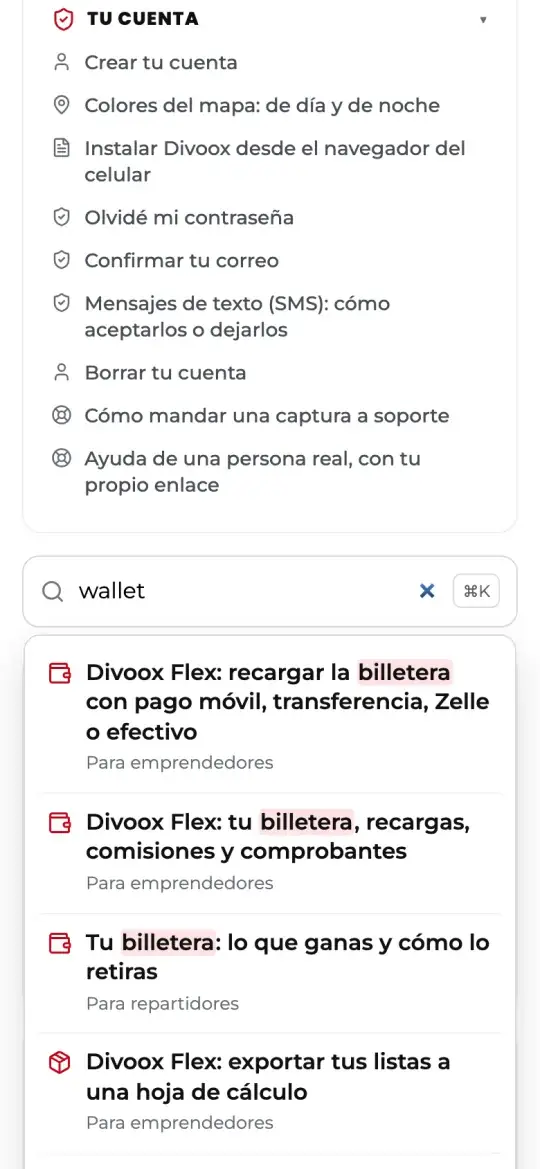 TU CUENTA ▾
Crear tu cuenta
Colores del mapa: de día y de noche
Instalar Divoox desde el navegador del
celular
Olvidé mi contraseña
Confirmar tu correo
Mensajes de texto (SMS): cómo
aceptarlos o dejarlos
Borrar tu cuenta
Cómo mandar una captura a soporte
Ayuda de una persona real, con tu
propio enlace
wallet ⌘K
Divoox Flex: recargar la billetera
con pago móvil, transferencia, Zelle
o efectivo
Para emprendedores
Divoox Flex: tu billetera, recargas,
comisiones y comprobantes
Para emprendedores
Tu billetera: lo que ganas y cómo lo
retiras
Para repartidores
Divoox Flex: exportar tus listas a
una hoja de cálculo
Para emprendedores